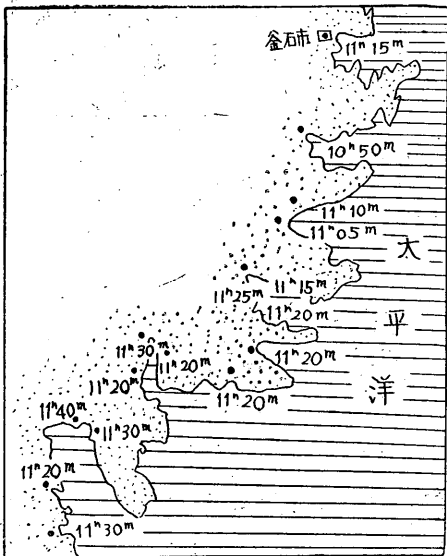 釜石市
11h 15m
10h 50m
11h 10m
11h 05m
太
11h 15m
11h 25m
11h 20m
平
11h 30m
11h 20m
11h 20m
11h 20m
11h 20m
洋
11h 40m
11h 30m
11h 20m
11h 30m